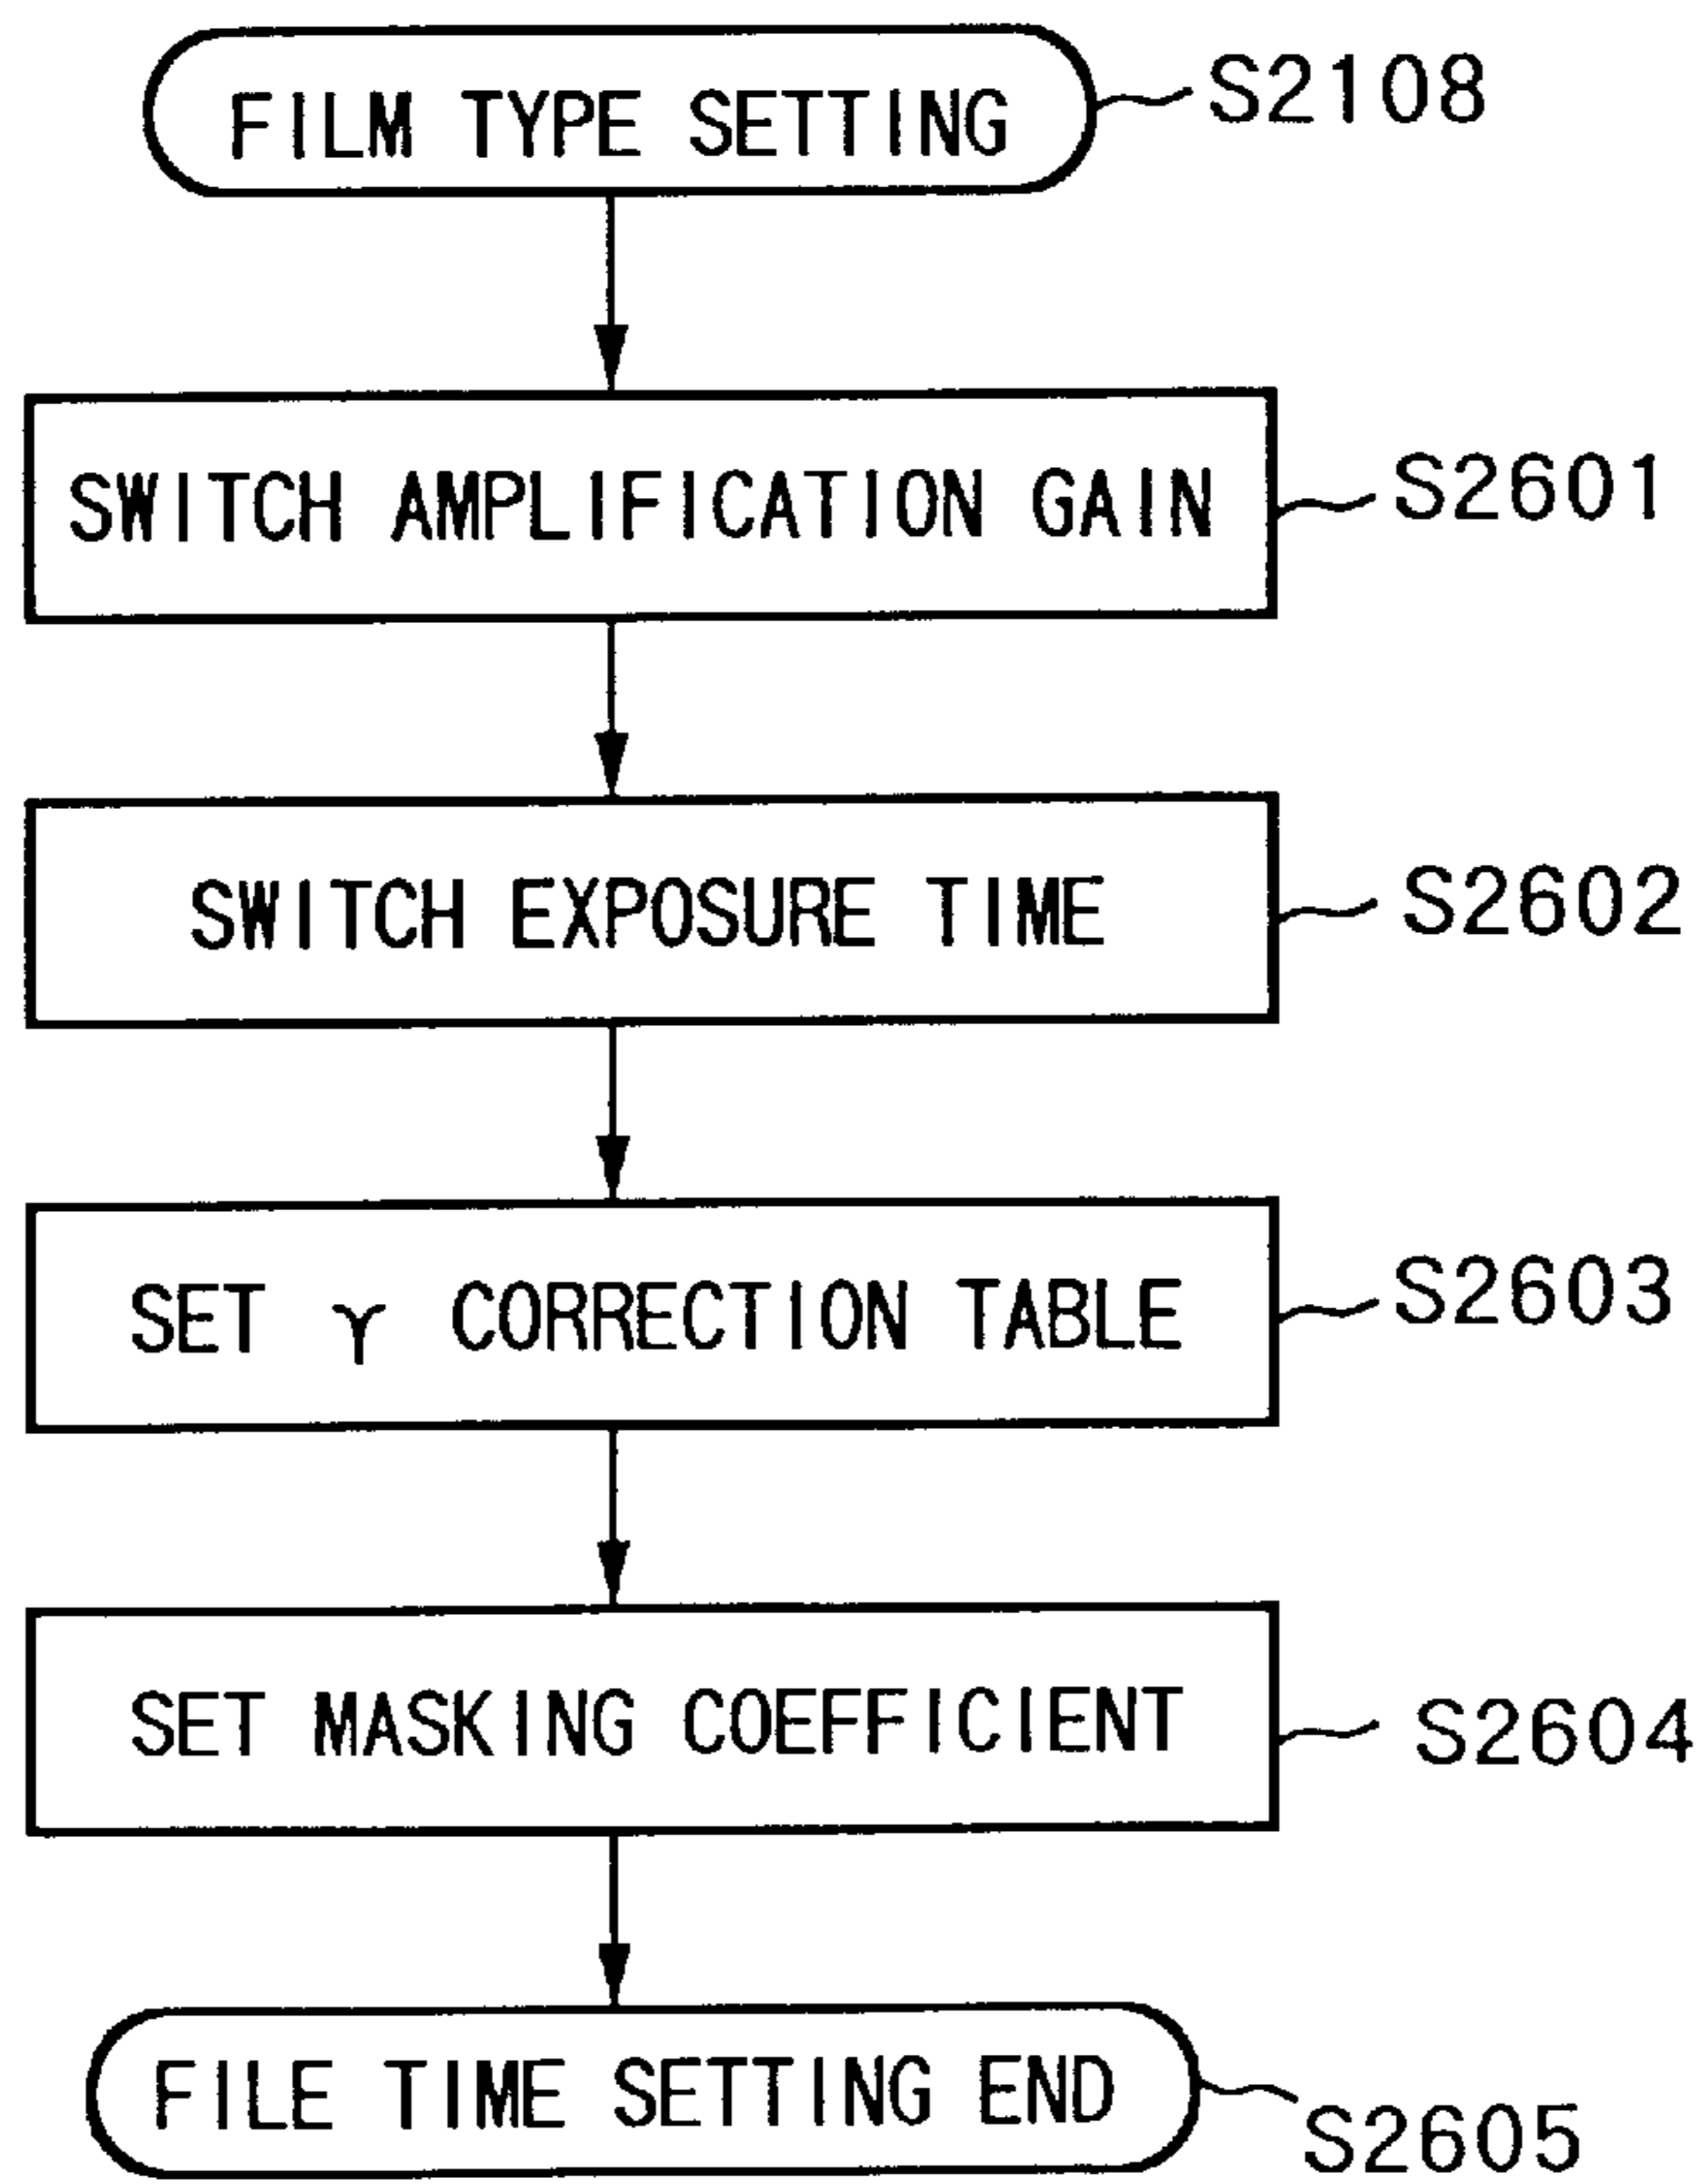 FILM TYPE SETTING
S2108
SWITCH AMPLIFICATION GAIN
S2601
SWITCH EXPOSURE TIME
S2602
SET γ CORRECTION TABLE
S2603
SET MASKING COEFFICIENT
S2604
FILE TIME SETTING END
S2605